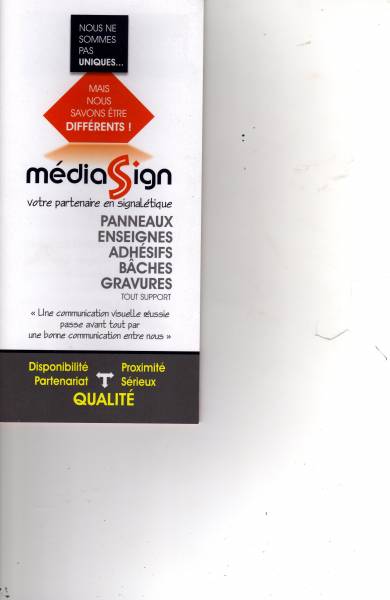 NOUS NE
SOMMES
PAS
UNIQUES...
MAIS
NOUS
SAVONS ÊTRE
DIFFÉRENTS !
médiaSign
votre partenaire en signalétique
PANNEAUX
ENSEIGNES
ADHÉSIFS
BÂCHES
GRAVURES
TOUT SUPPORT
« Une communication visuelle réussie
passe avant tout par
une bonne communication entre nous »
Disponibilité Proximité
Partenariat Sérieux
QUALITÉ